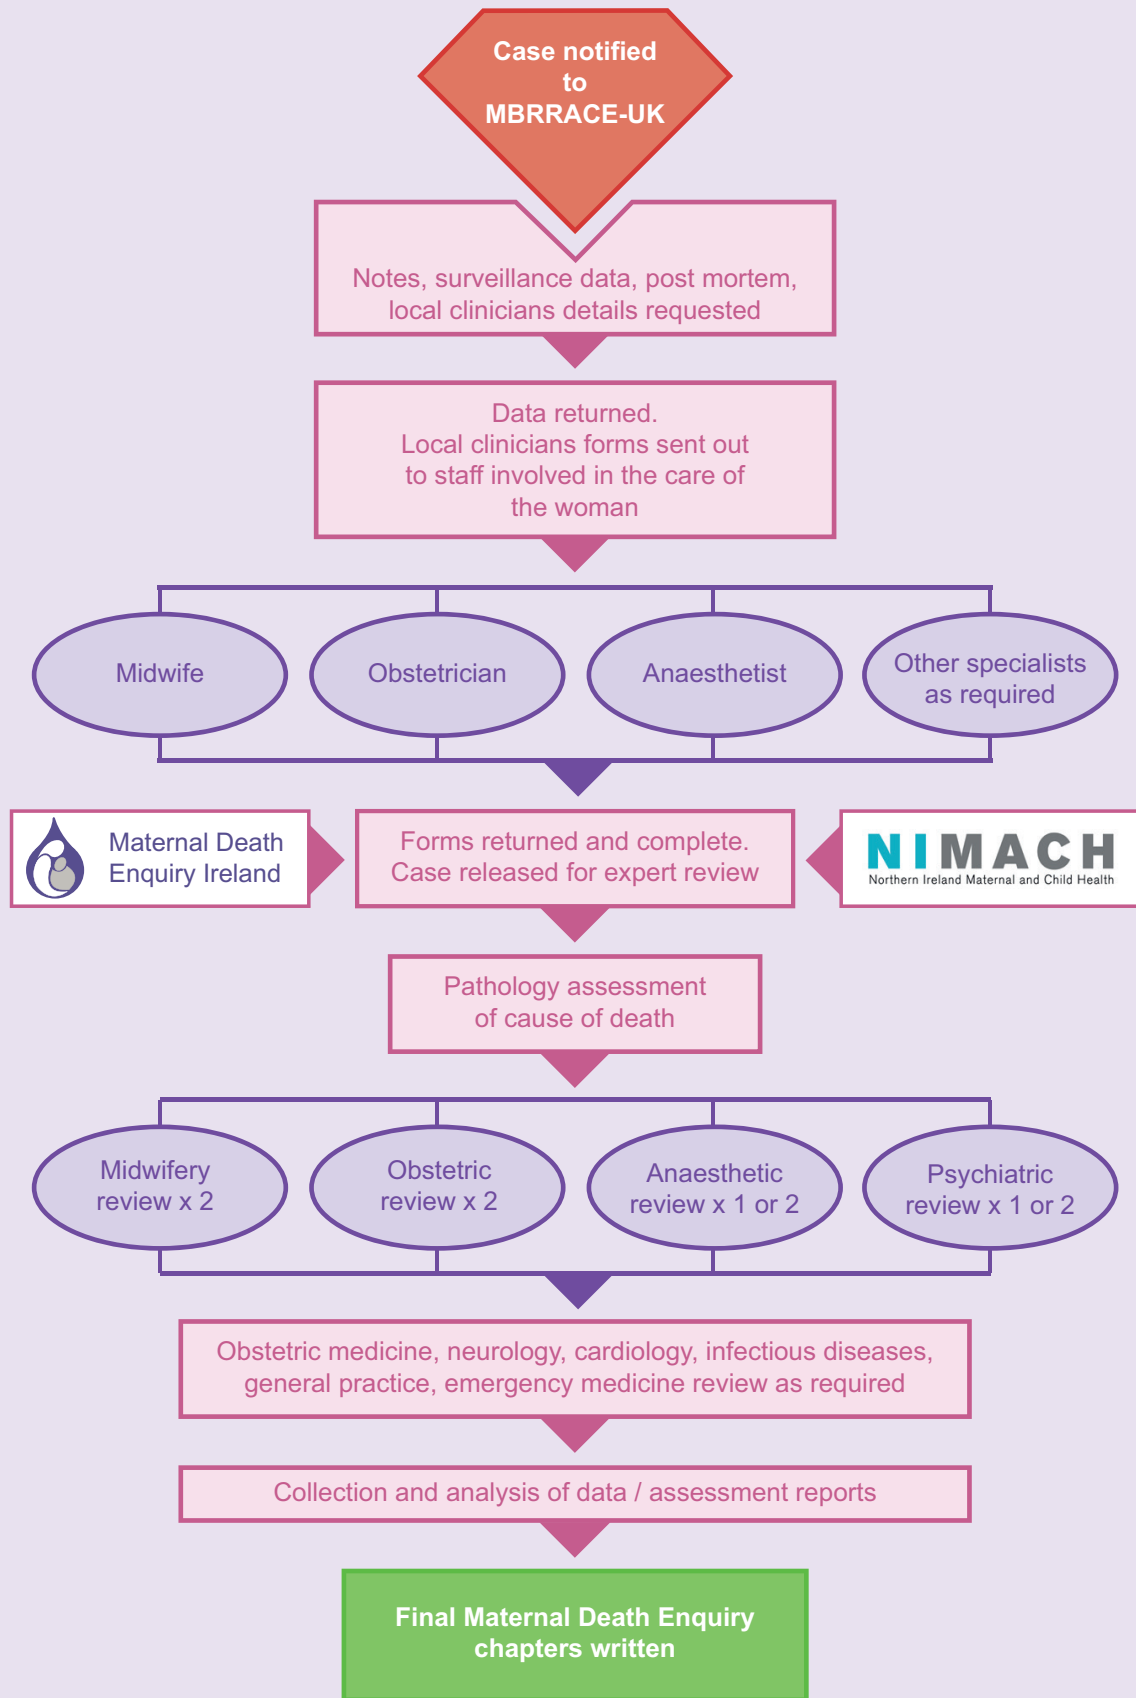 Case notified
to
MBRRACE-UK
Notes, surveillance data, post mortem,
local clinicians details requested
Data returned.
Local clinicians forms sent out
to staff involved in the care of
the woman
Midwife
Obstetrician
Anaesthetist
Other specialists
as required
Maternal Death
Enquiry Ireland
Forms returned and complete.
Case released for expert review
NIMACH
Northern Ireland Maternal and Child Health
Pathology assessment
of cause of death
Midwifery
review x 2
Obstetric
review x 2
Anaesthetic
review x 1 or 2
Psychiatric
review x 1 or 2
Obstetric medicine, neurology, cardiology, infectious diseases,
general practice, emergency medicine review as required
Collection and analysis of data / assessment reports
Final Maternal Death Enquiry
chapters written